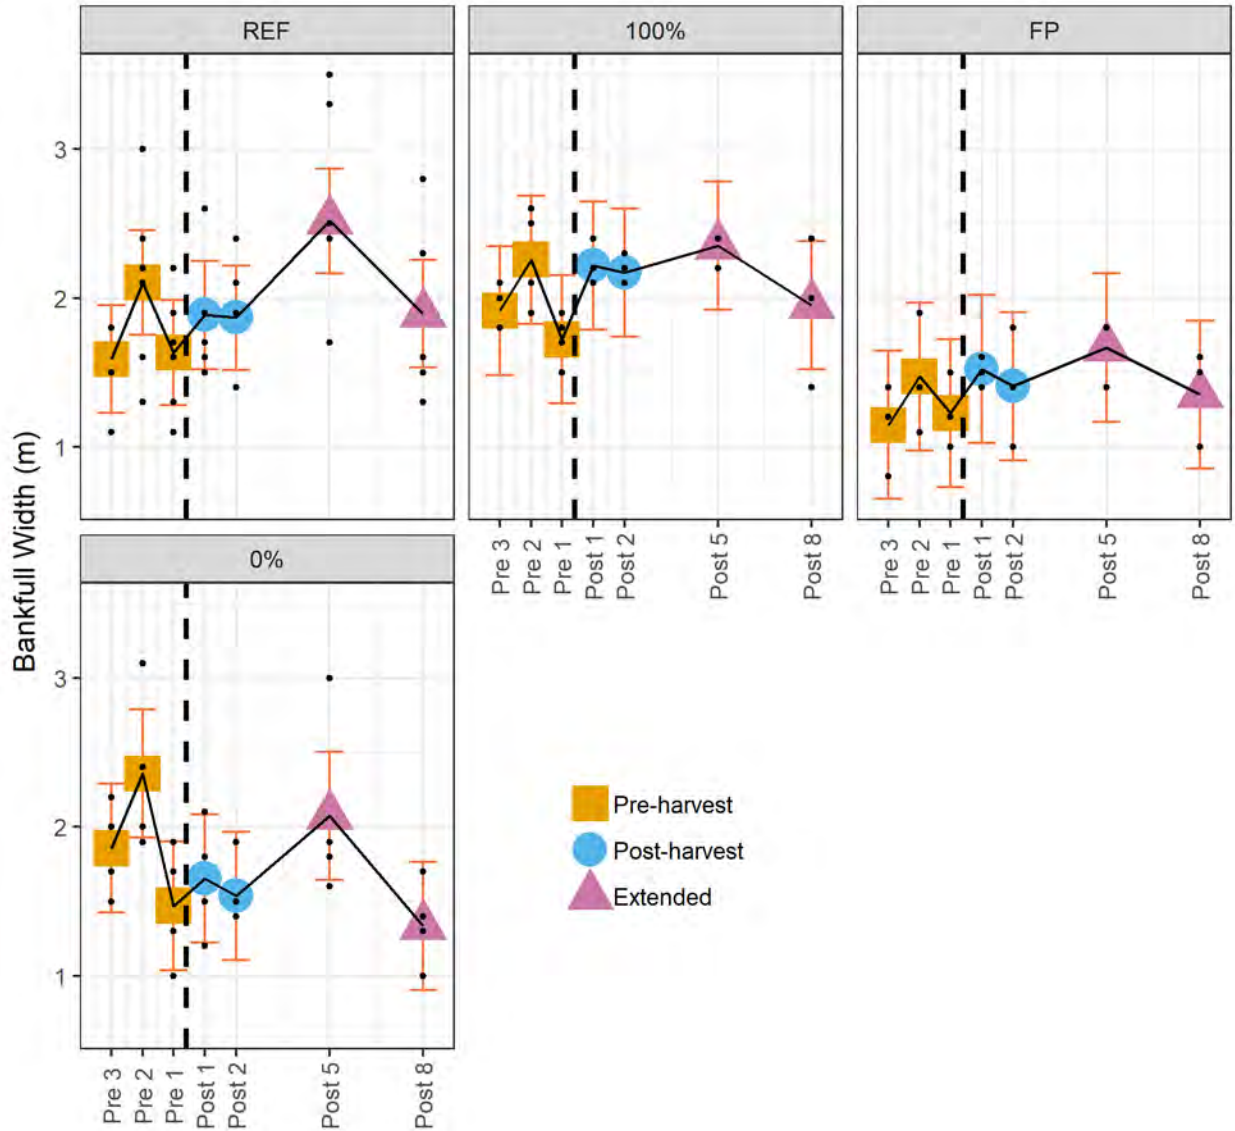 REF
100%
FP
Bankfull Width (m)
3
2
1
Pre 3
Pre 2
Pre 1
Post 1
Post 2
Post 5
Post 8
Pre 3
Pre 2
Pre 1
Post 1
Post 2
Post 5
Post 8
0%
3
2
1
Pre 3
Pre 2
Pre 1
Post 1
Post 2
Post 5
Post 8
Pre-harvest
Post-harvest
Extended